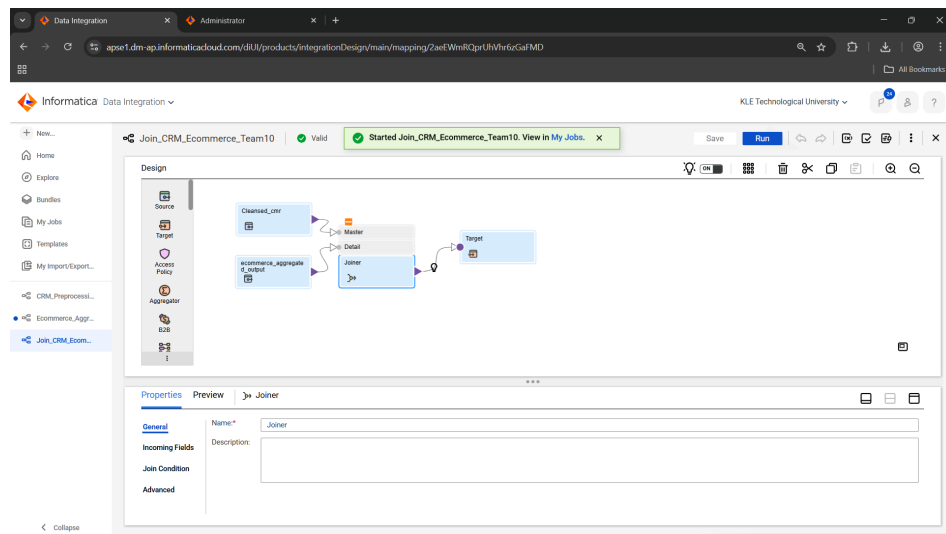 Data Integration
Administrator
apse1.dm-ap.informaticacloud.com/diUI/products/integrationDesign/main/mapping/2aeEWmRQprUhVhr6zGaFMD
All Bookmarks
Informatica Data Integration
KLE Technological University
28
New...
Home
Explore
Bundles
My Jobs
Templates
My Import/Export...
CRM_Preprocessi...
Ecommerce_Aggr...
Join_CRM_Ecom...
Collapse
Join_CRM_Ecommerce_Team10
Valid
Started Join_CRM_Ecommerce_Team10. View in My Jobs.
Save
Run
Design
ON
Source
Target
Access
Policy
Aggregator
B2B
Cleansed_cmr
ecommerce_aggregate
d_output
Master
Detail
Joiner
Target
Properties
Preview
Joiner
General
Incoming Fields
Join Condition
Advanced
Name:*
Joiner
Description: